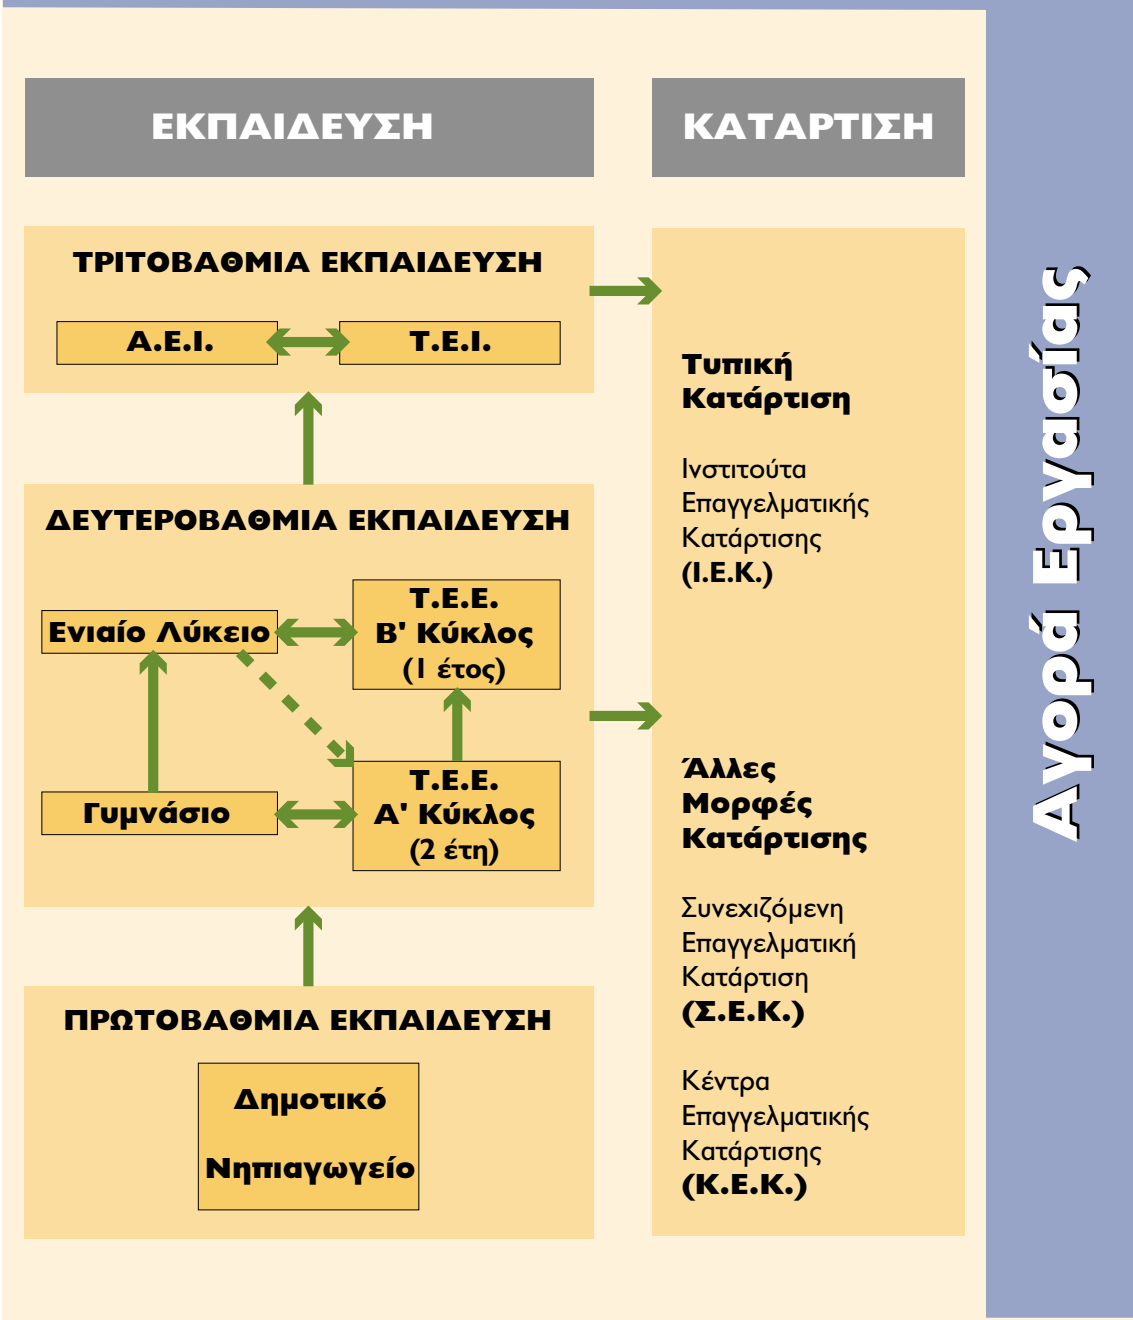 ΕΚΠΑΙΔΕΥΣΗ
ΤΡΙΤΟΒΑΘΜΙΑ ΕΚΠΑΙΔΕΥΣΗ
Α.Ε.Ι.
Τ.Ε.Ι.
ΔΕΥΤΕΡΟΒΑΘΜΙΑ ΕΚΠΑΙΔΕΥΣΗ
Ενιαίο Λύκειο
Τ.Ε.Ε.
Β' Κύκλος
(1 έτος)
Γυμνάσιο
Τ.Ε.Ε.
Α' Κύκλος
(2 έτη)
ΠΡΩΤΟΒΑΘΜΙΑ ΕΚΠΑΙΔΕΥΣΗ
Δημοτικό
Νηπιαγωγείο
ΚΑΤΑΡΤΙΣΗ
Τυπική
Κατάρτιση
Ινστιτούτα
Επαγγελματικής
Κατάρτισης
(Ι.Ε.Κ.)
Άλλες
Μορφές
Κατάρτισης
Συνεχιζόμενη
Επαγγελματική
Κατάρτιση
(Σ.Ε.Κ.)
Κέντρα
Επαγγελματικής
Κατάρτισης
(Κ.Ε.Κ.)
Αγορά Εργασίας